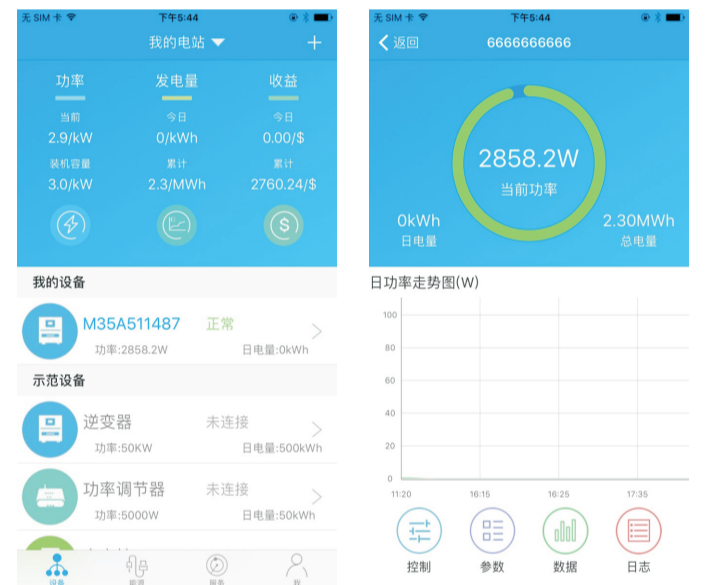 无 SIM 卡
下午5:44
我的电站
功率
发电量
收益
当前
今日
今日
2.9/kW
0/kWh
0.00/$
装机容量
累计
累计
3.0/kW
2.3/MWh
2760.24/$
我的设备
M35A511487
正常
功率:2858.2W
日电量:0kWh
示范设备
逆变器
未连接
功率:50KW
日电量:500kWh
功率调节器
未连接
功率:5000W
日电量:50kWh
设备
能源
服务
我
无 SIM 卡
下午5:44
返回
6666666666
2858.2W
当前功率
0kWh
2.30MWh
日电量
总电量
日功率走势图(W)
100
80
60
40
20
0
11:20
16:15
16:25
17:35
控制
参数
数据
日志